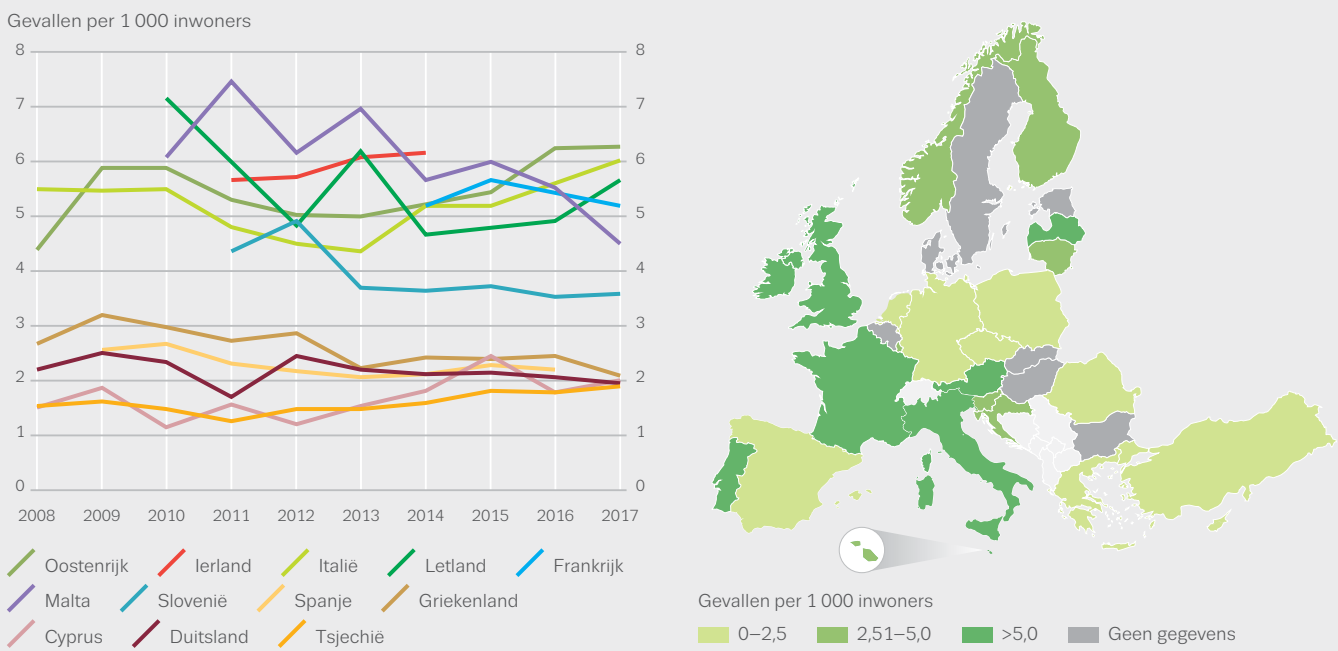 Gevallen per 1 000 inwoners
8 8
7 7
6 6
5 5
4 4
3 3
2 2
1 1
0 0
2008 2009 2010 2011 2012 2013 2014 2015 2016 2017
Oostenrijk Ierland Italië Letland Frankrijk
Malta Slovenië Spanje Griekenland
Cyprus Duitsland Tsjechië
Gevallen per 1 000 inwoners
0–2,5 2,51–5,0 >5,0 Geen gegevens